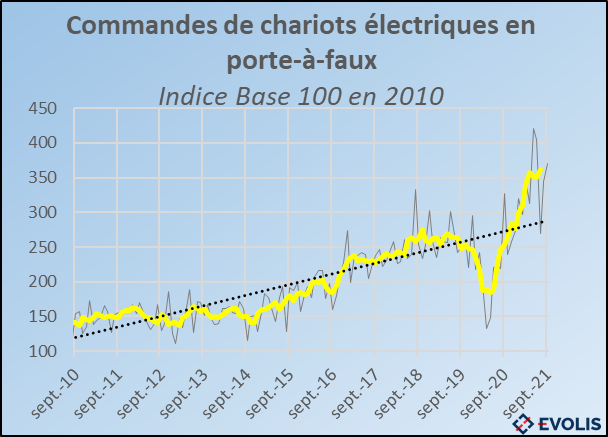 Commandes de chariots électriques en
porte-à-faux
Indice Base 100 en 2010
450
400
350
300
250
200
150
100
sept.-10
sept.-11
sept.-12
sept.-13
sept.-14
sept.-15
sept.-16
sept.-17
sept.-18
sept.-19
sept.-20
sept.-21
EVOLIS